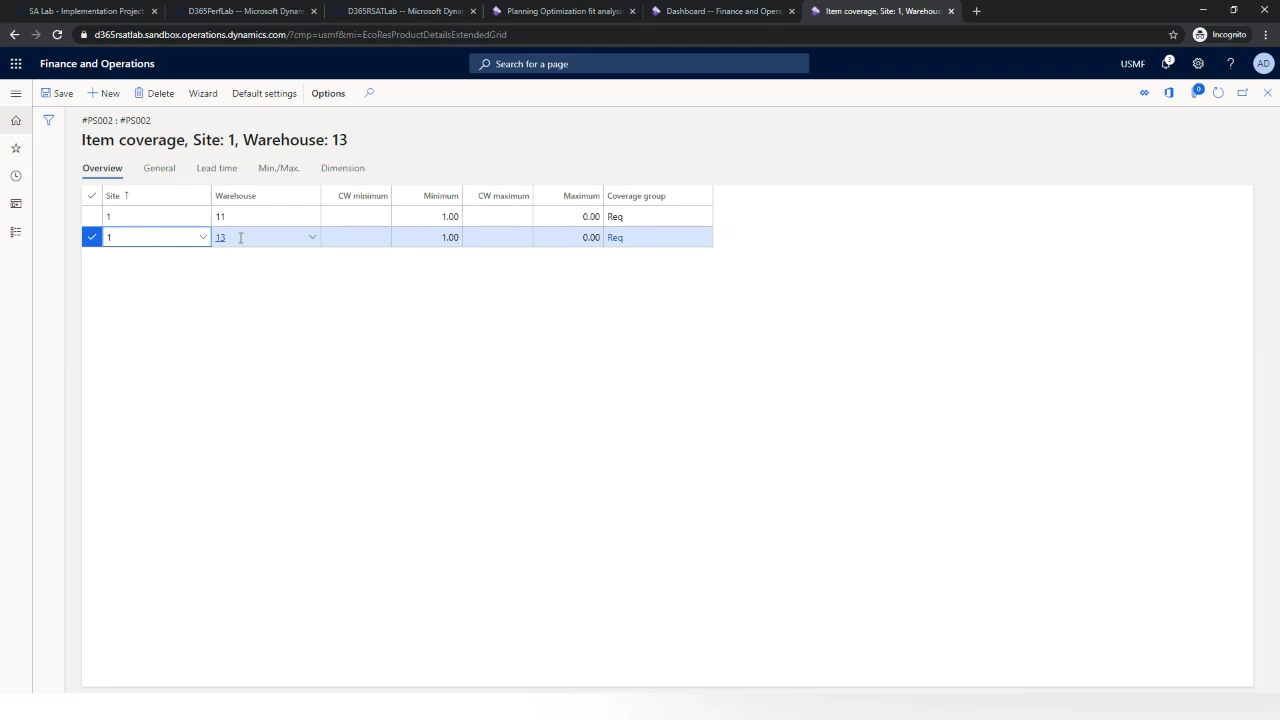 SA Lab - Implementation Project
D365PerfLab -- Microsoft Dynam
D365RSATLab -- Microsoft Dyna
Planning Optimization fit analysis
Dashboard -- Finance and Opera
Item coverage, Site: 1, Warehous
d365rsatlab.sandbox.operations.dynamics.com/?cmp=usmf&mi=EcoResProductDetailsExtendedGrid
Incognito
Finance and Operations
Search for a page
USMF
3
?
AD
Save
New
Delete
Wizard
Default settings
Options
0
#PS002 : #PS002
Item coverage, Site: 1, Warehouse: 13
Overview General Lead time Min./Max. Dimension
Site ↑ Warehouse CW minimum Minimum CW maximum Maximum Coverage group
1 11 1.00 0.00 Req
1 13 1.00 0.00 Req